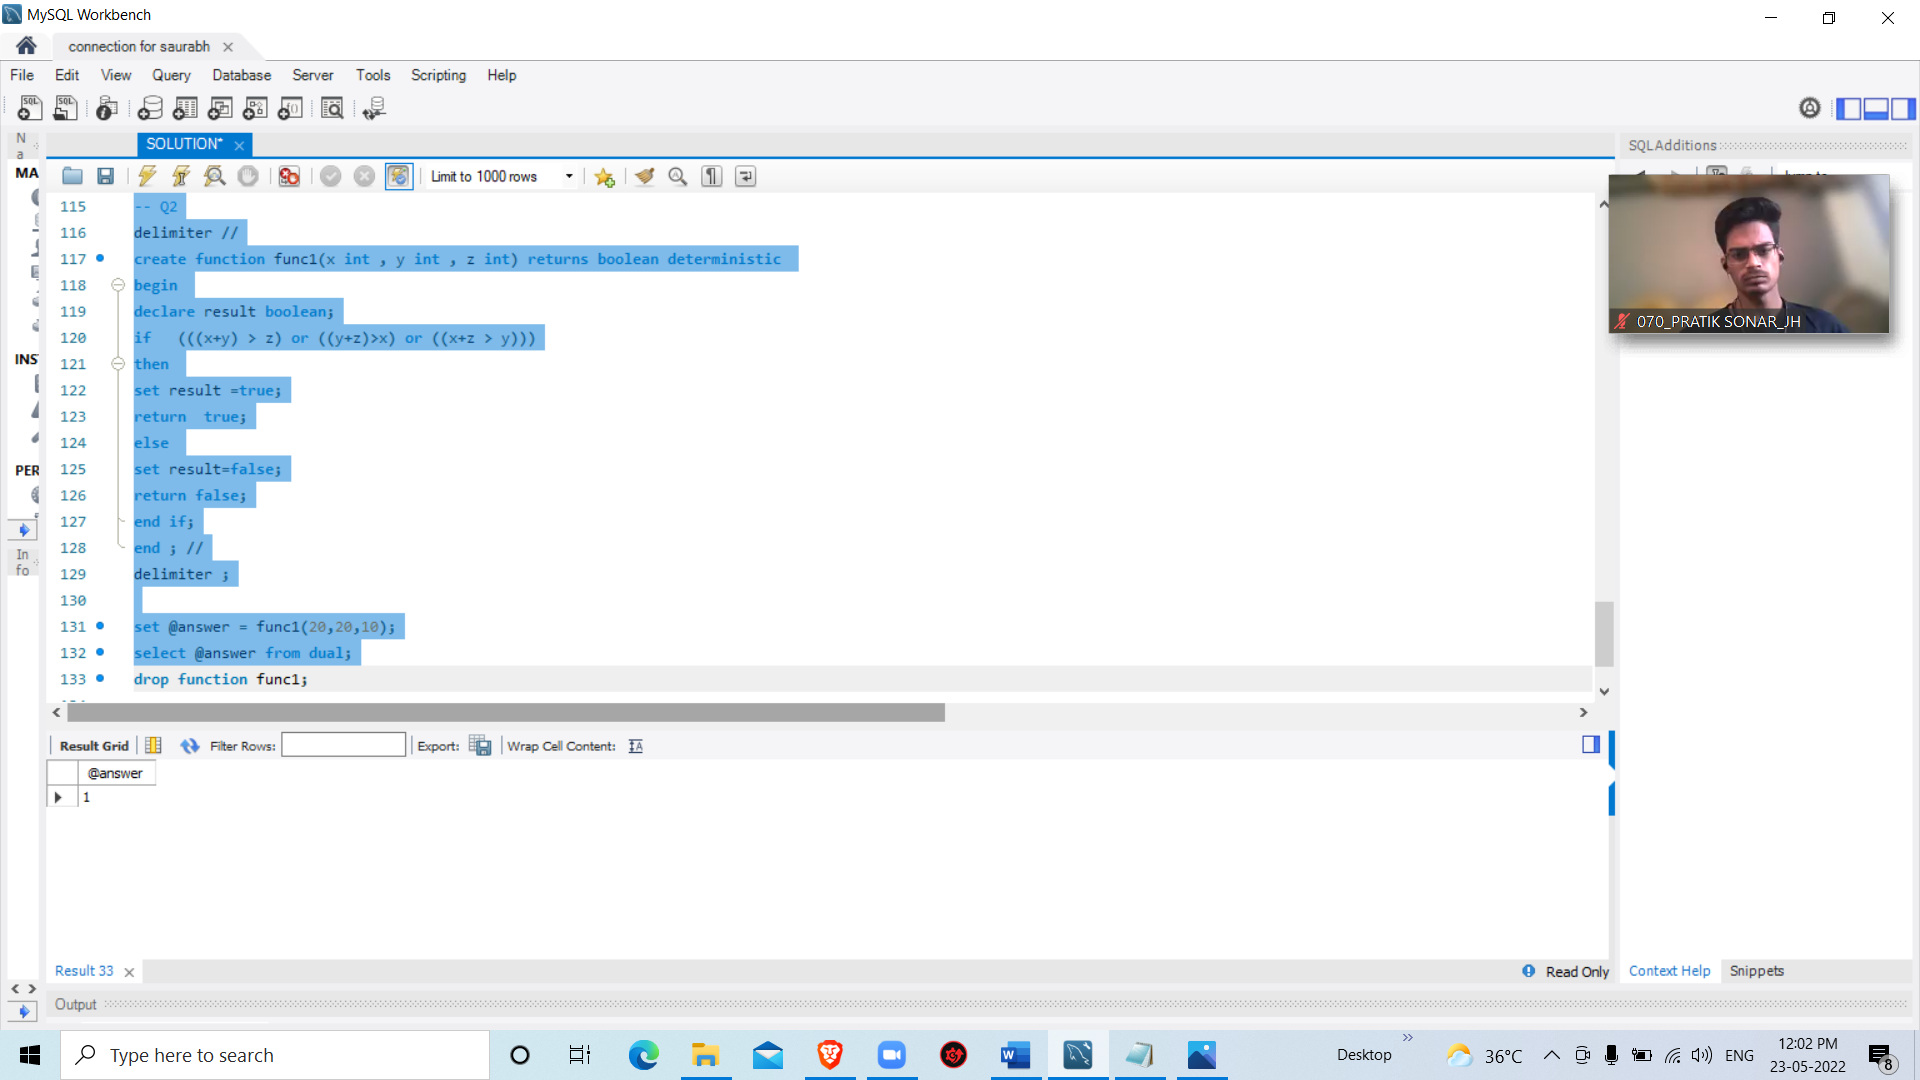 MySQL Workbench
connection for saurabh
File Edit View Query Database Server Tools Scripting Help
SQL SQL
N
a
SOLUTION*
SQLAdditions
MA
Limit to 1000 rows
115 -- Q2
116 delimiter //
117 create function func1(x int , y int , z int) returns boolean deterministic
118 begin
119 declare result boolean;
120 if (((x+y) > z) or ((y+z)>x) or ((x+z > y)))
121 then
122 set result =true;
123 return true;
124 else
125 set result=false;
126 return false;
127 end if;
128 end ; //
129 delimiter ;
130
131 set @answer = func1(20,20,10);
132 select @answer from dual;
133 drop function func1;
070_PRATIK SONAR_JH
INS
PER
In
fo
Result Grid Filter Rows: Export: Wrap Cell Content:
@answer
1
Result 33
Read Only
Context Help Snippets
Output
Type here to search
Desktop
36°C
ENG
12:02 PM
23-05-2022
8